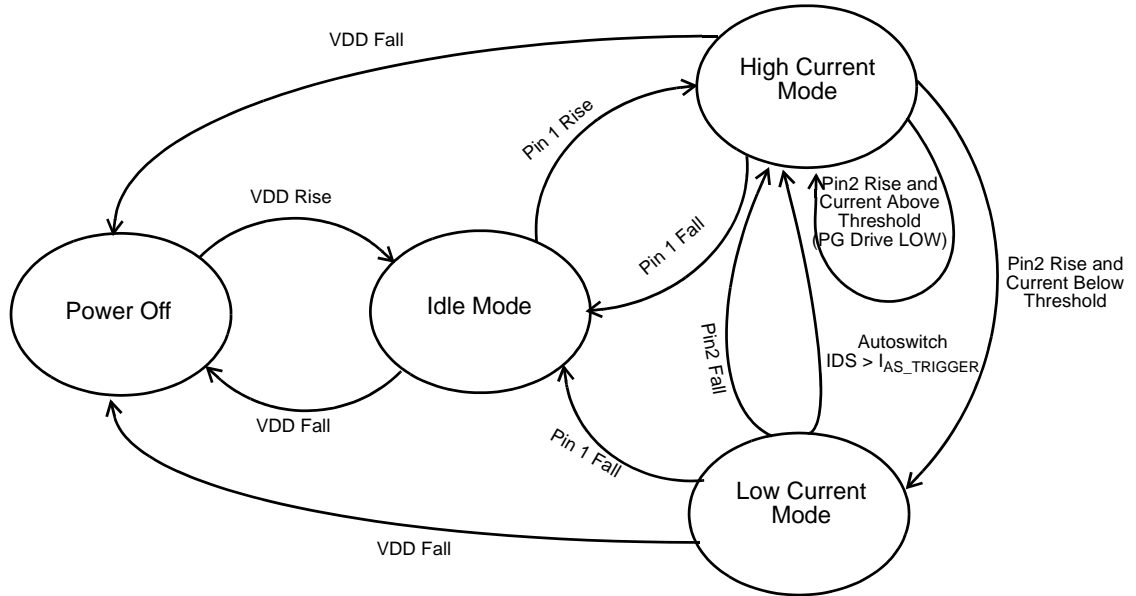 VDD Fall
High Current
Mode
Pin 1 Rise
VDD Rise
Pin2 Rise and
Current Above
Threshold
(PG Drive LOW)
Pin 1 Fall
Pin2 Rise and
Current Below
Threshold
Power Off
Idle Mode
Pin2 Fall
Autoswitch
IDS > IAS_TRIGGER
VDD Fall
Pin 1 Fall
Low Current
Mode
VDD Fall